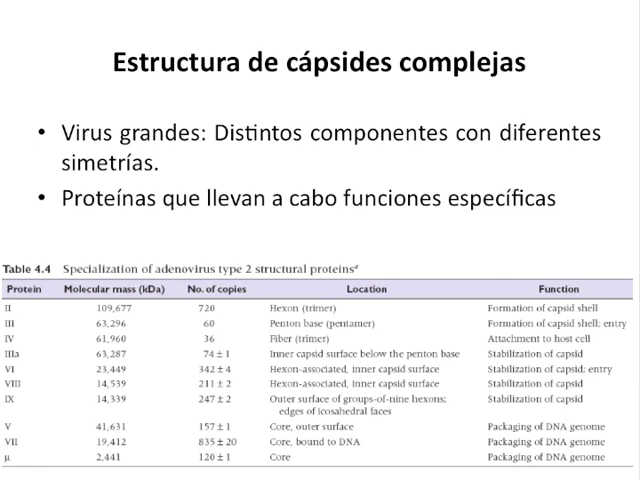 Estructura de cápsides complejas
• Virus grandes: Distintos componentes con diferentes
simetrías.
• Proteínas que llevan a cabo funciones específicas
Table 4.4 Specialization of adenovirus type 2 structural proteinsᵃ
Protein Molecular mass (kDa) No. of copies Location Function
II 109,677 720 Hexon (trimer) Formation of capsid shell
III 63,296 60 Penton base (pentamer) Formation of capsid shell; entry
IV 61,960 36 Fiber (trimer) Attachment to host cell
IIIa 63,287 74 ± 1 Inner capsid surface below the penton base Stabilization of capsid
VI 23,449 342 ± 4 Hexon-associated, inner capsid surface Stabilization of capsid; entry
VIII 14,539 211 ± 2 Hexon-associated, inner capsid surface Stabilization of capsid
IX 14,339 247 ± 2 Outer surface of groups-of-nine hexons; Stabilization of capsid
edges of icosahedral faces
V 41,631 157 ± 1 Core, outer surface Packaging of DNA genome
VII 19,412 835 ± 20 Core, bound to DNA Packaging of DNA genome
µ 2,441 120 ± 1 Core Packaging of DNA genome